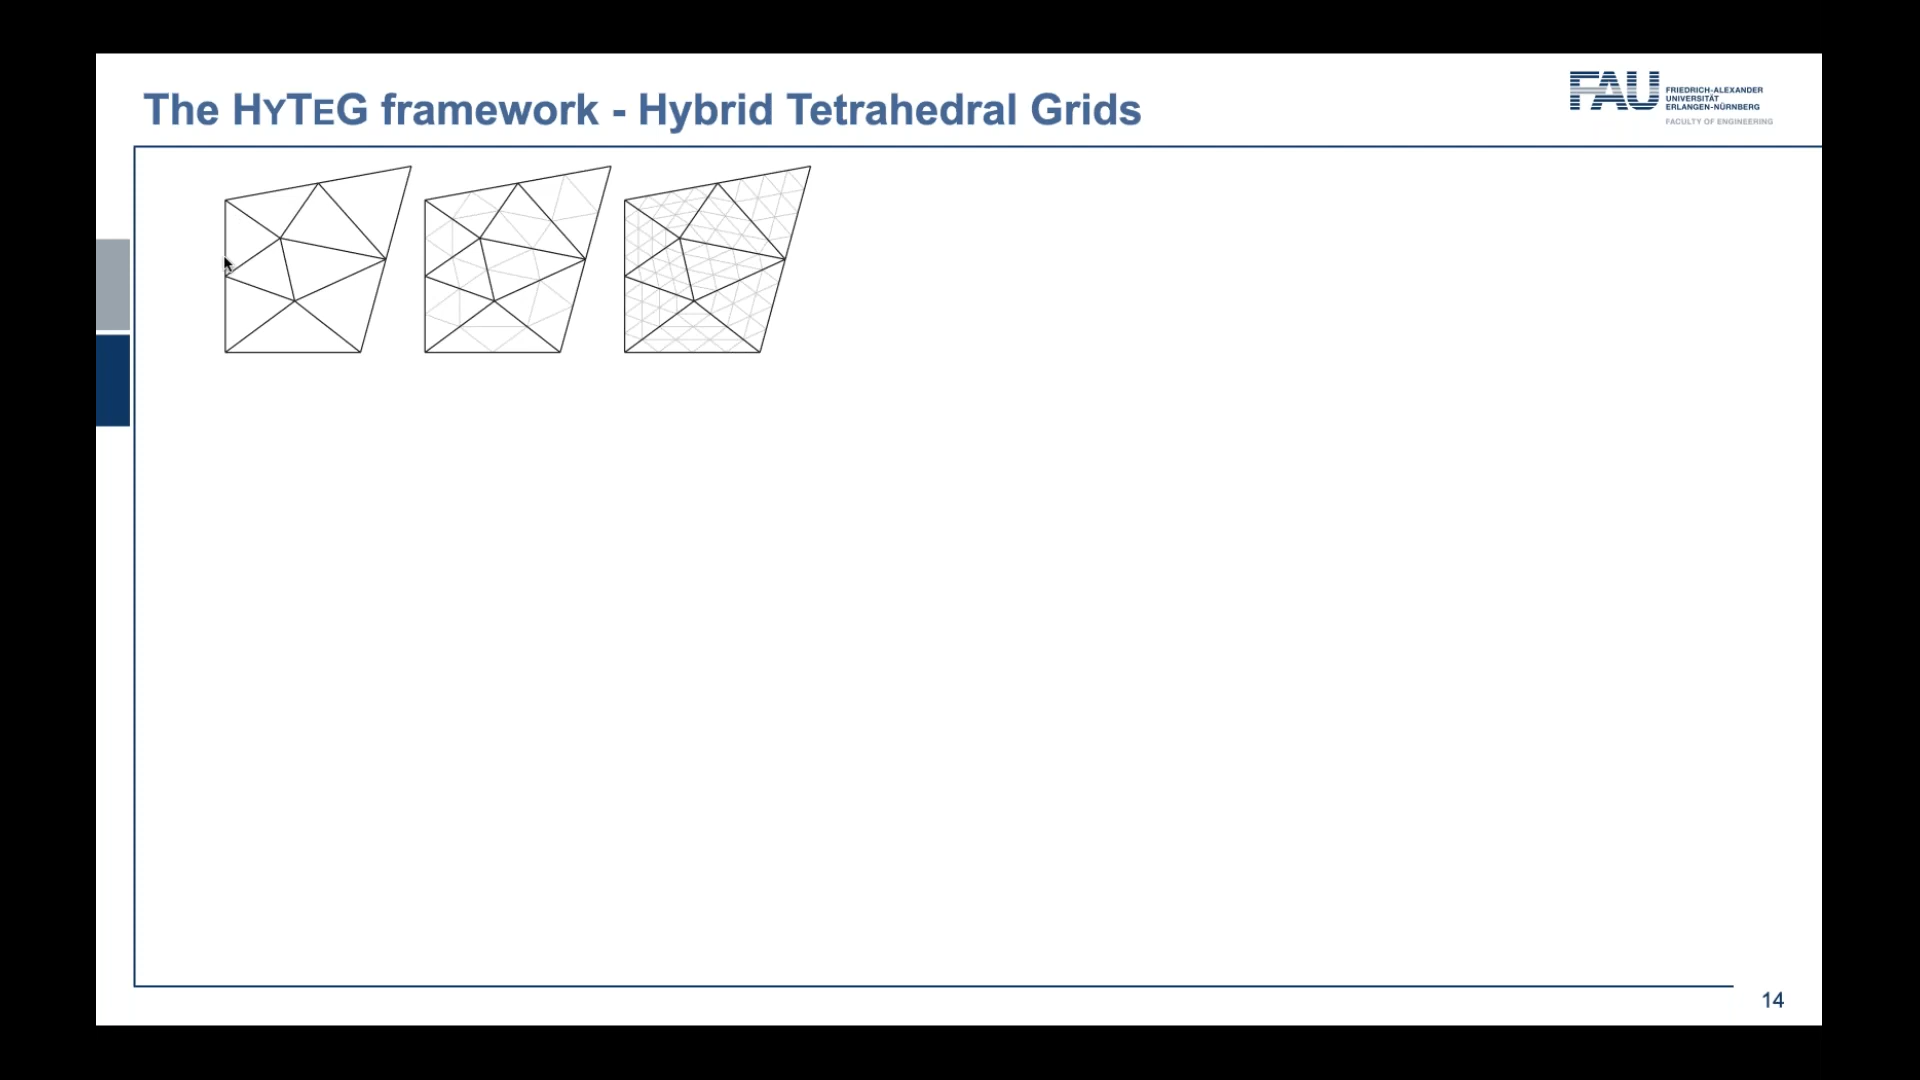 The HYTEG framework - Hybrid Tetrahedral Grids
FAU
FRIEDRICH-ALEXANDER
UNIVERSITÄT
ERLANGEN-NÜRNBERG
FACULTY OF ENGINEERING
14